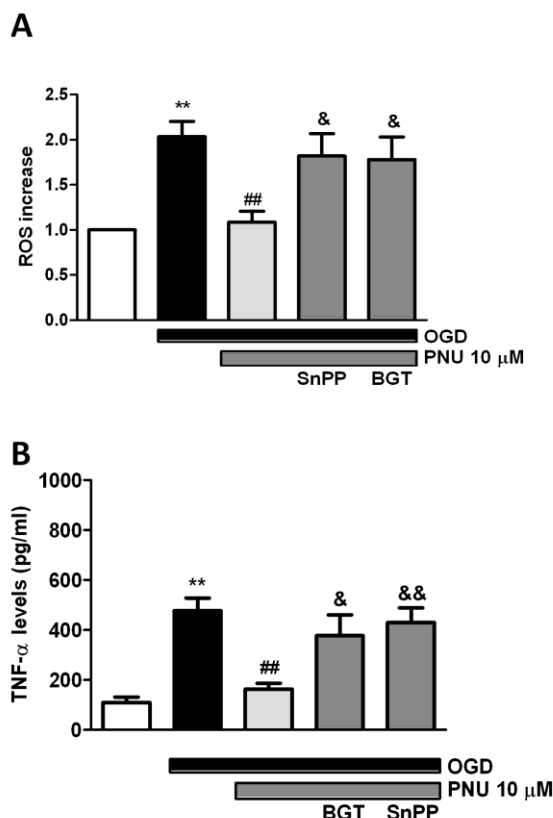 A
ROS increase
2.5
2.0
1.5
1.0
0.5
0.0
**
##
&
&
OGD
PNU 10 μM
SnPP BGT
B
TNF-α levels (pg/ml)
1000
800
600
400
200
0
**
##
&
&&
OGD
PNU 10 μM
BGT SnPP